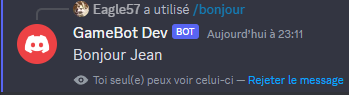 Eagle57 a utilisé /bonjour
GameBot Dev BOT Aujourd'hui à 23:11
Bonjour Jean
Toi seul(e) peux voir celui-ci — Rejeter le message